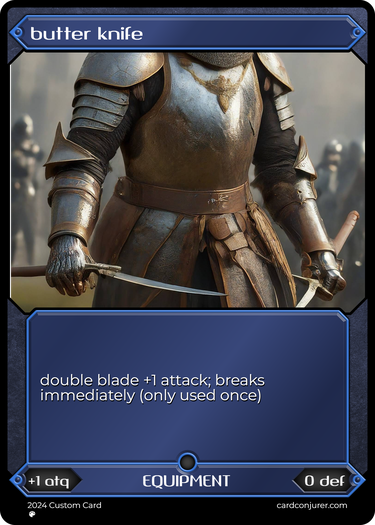 butter knife
double blade +1 attack; breaks
immediately (only used once)
+1 atq
EQUIPMENT
0 def
2024 Custom Card
cardconjurer.com